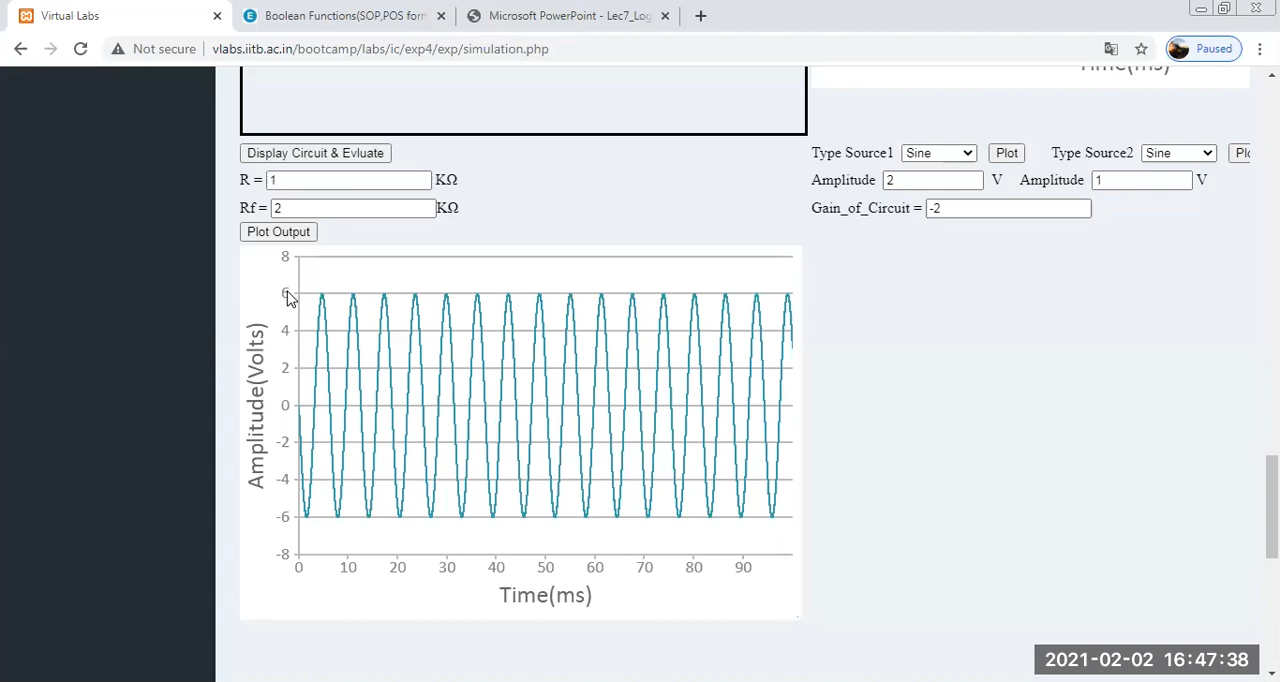 Virtual Labs
Boolean Functions(SOP,POS form
Microsoft PowerPoint - Lec7_Log
Not secure
vlabs.iitb.ac.in/bootcamp/labs/ic/exp4/exp/simulation.php
Paused
Time(ms)
Display Circuit & Evluate
R = 1 KΩ
Rf = 2 KΩ
Plot Output
Type Source1 Sine Plot Type Source2 Sine Plo
Amplitude 2 V Amplitude 1 V
Gain_of_Circuit = -2
Amplitude(Volts)
8
6
4
2
0
-2
-4
-6
-8
0 10 20 30 40 50 60 70 80 90
Time(ms)
2021-02-02 16:47:38